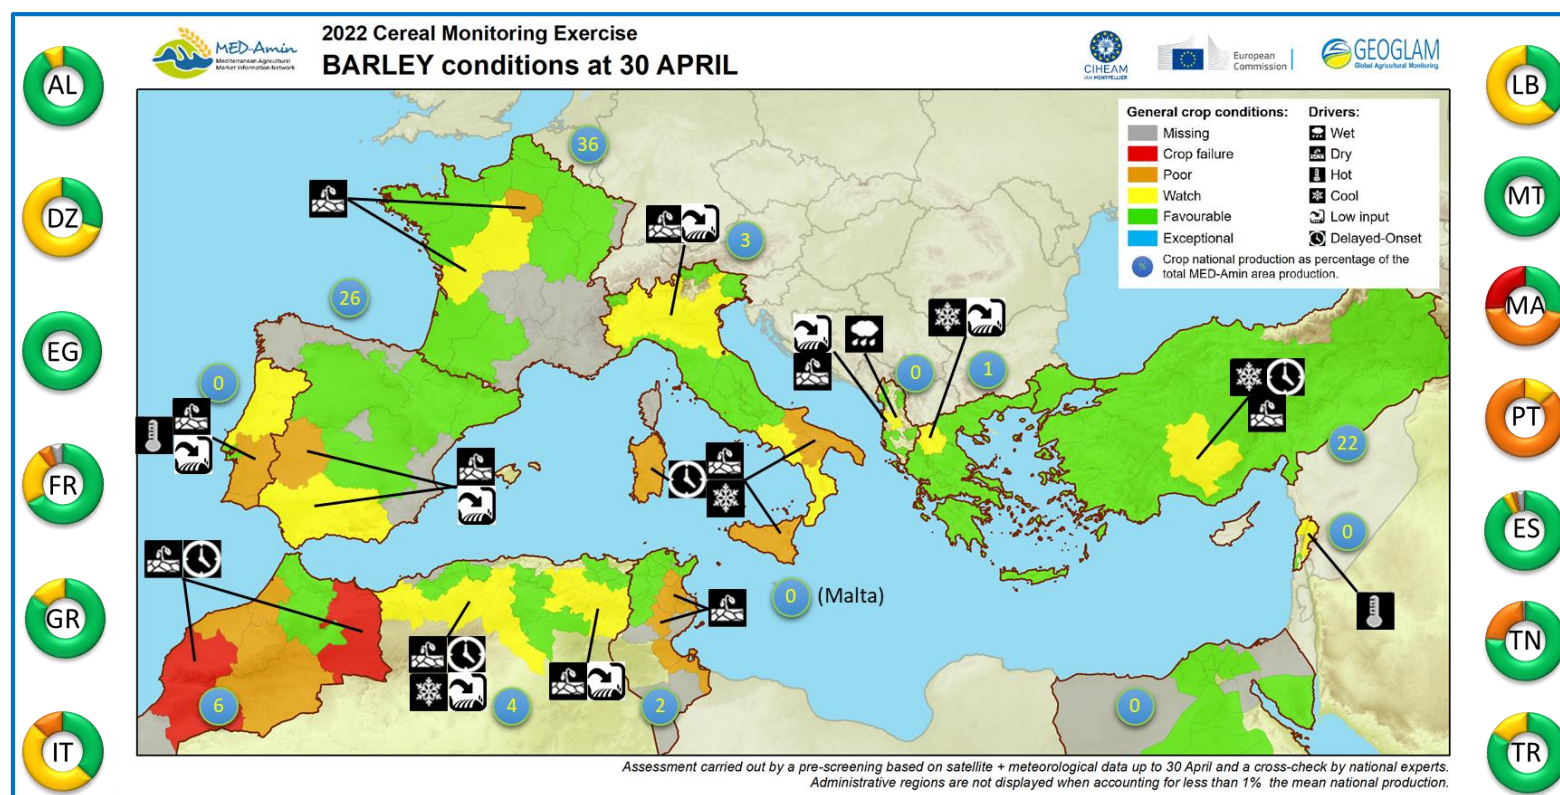 2022 Cereal Monitoring Exercise
BARLEY conditions at 30 APRIL
MED-Amin
Mediterranean Agricultural
Market Information Network
CIHEAM
IAM MONTPELLIER
European
Commission
GEOGLAM
Global Agricultural Monitoring
AL
DZ
EG
FR
GR
IT
LB
MT
MA
PT
ES
TN
TR
General crop conditions:
Missing
Crop failure
Poor
Watch
Favourable
Exceptional
Drivers:
Wet
Dry
Hot
Cool
Low input
Delayed-Onset
% Crop national production as percentage of the
total MED-Amin area production.
36
3
26
0
0
1
22
0
0 (Malta)
6
4
2
0
Assessment carried out by a pre-screening based on satellite + meteorological data up to 30 April and a cross-check by national experts.
Administrative regions are not displayed when accounting for less than 1% the mean national production.